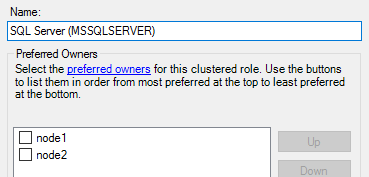 Name:
SQL Server (MSSQLSERVER)
Preferred Owners
Select the preferred owners for this clustered role. Use the buttons
to list them in order from most preferred at the top to least preferred
at the bottom.
node1
Up
node2
Down